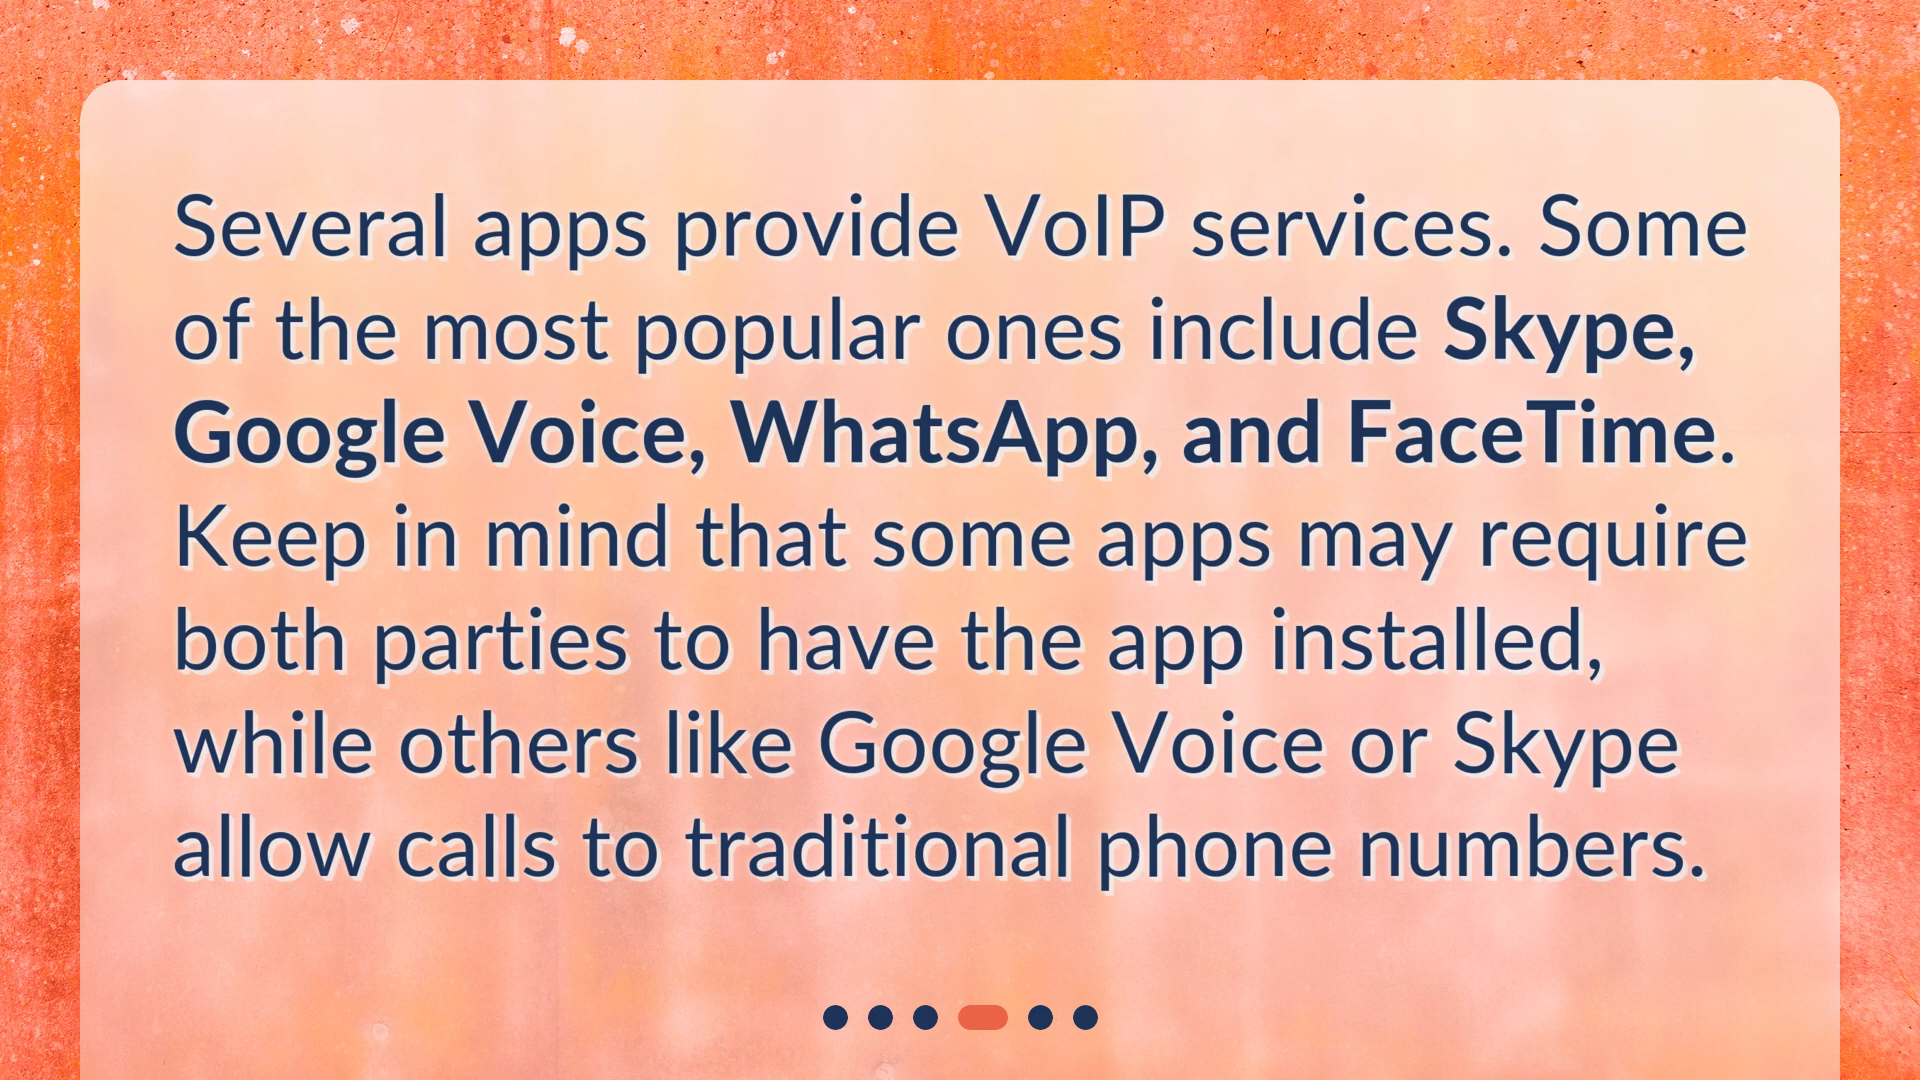 Several apps provide VoIP services. Some
of the most popular ones include Skype,
Google Voice, WhatsApp, and FaceTime.
Keep in mind that some apps may require
both parties to have the app installed,
while others like Google Voice or Skype
allow calls to traditional phone numbers.